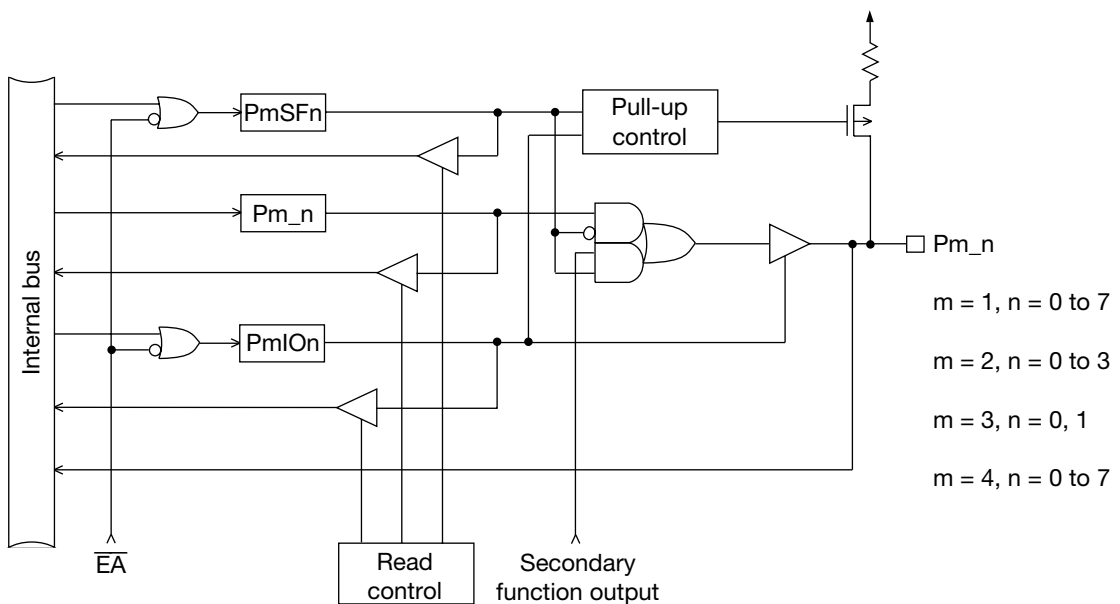 PmSFn
Pull-up
control
Pm_n
Pm_n
Internal bus
m = 1, n = 0 to 7
PmIOn
m = 2, n = 0 to 3
m = 3, n = 0, 1
m = 4, n = 0 to 7
EA
Read
control
Secondary
function output